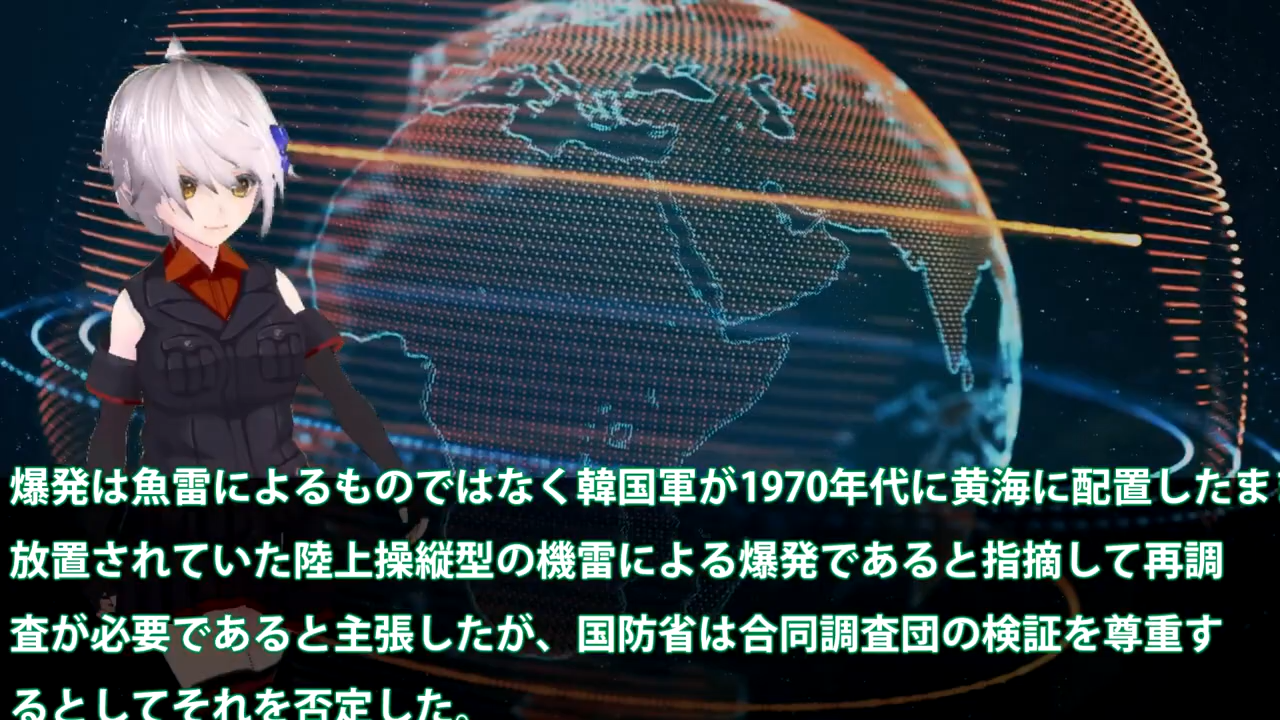 爆発は魚雷によるものではなく韓国軍が1970年代に黄海に配置したまま
放置されていた陸上操縦型の機雷による爆発であると指摘して再調
査が必要であると主張したが、国防省は合同調査団の検証を尊重す
るとしてそれを否定した。